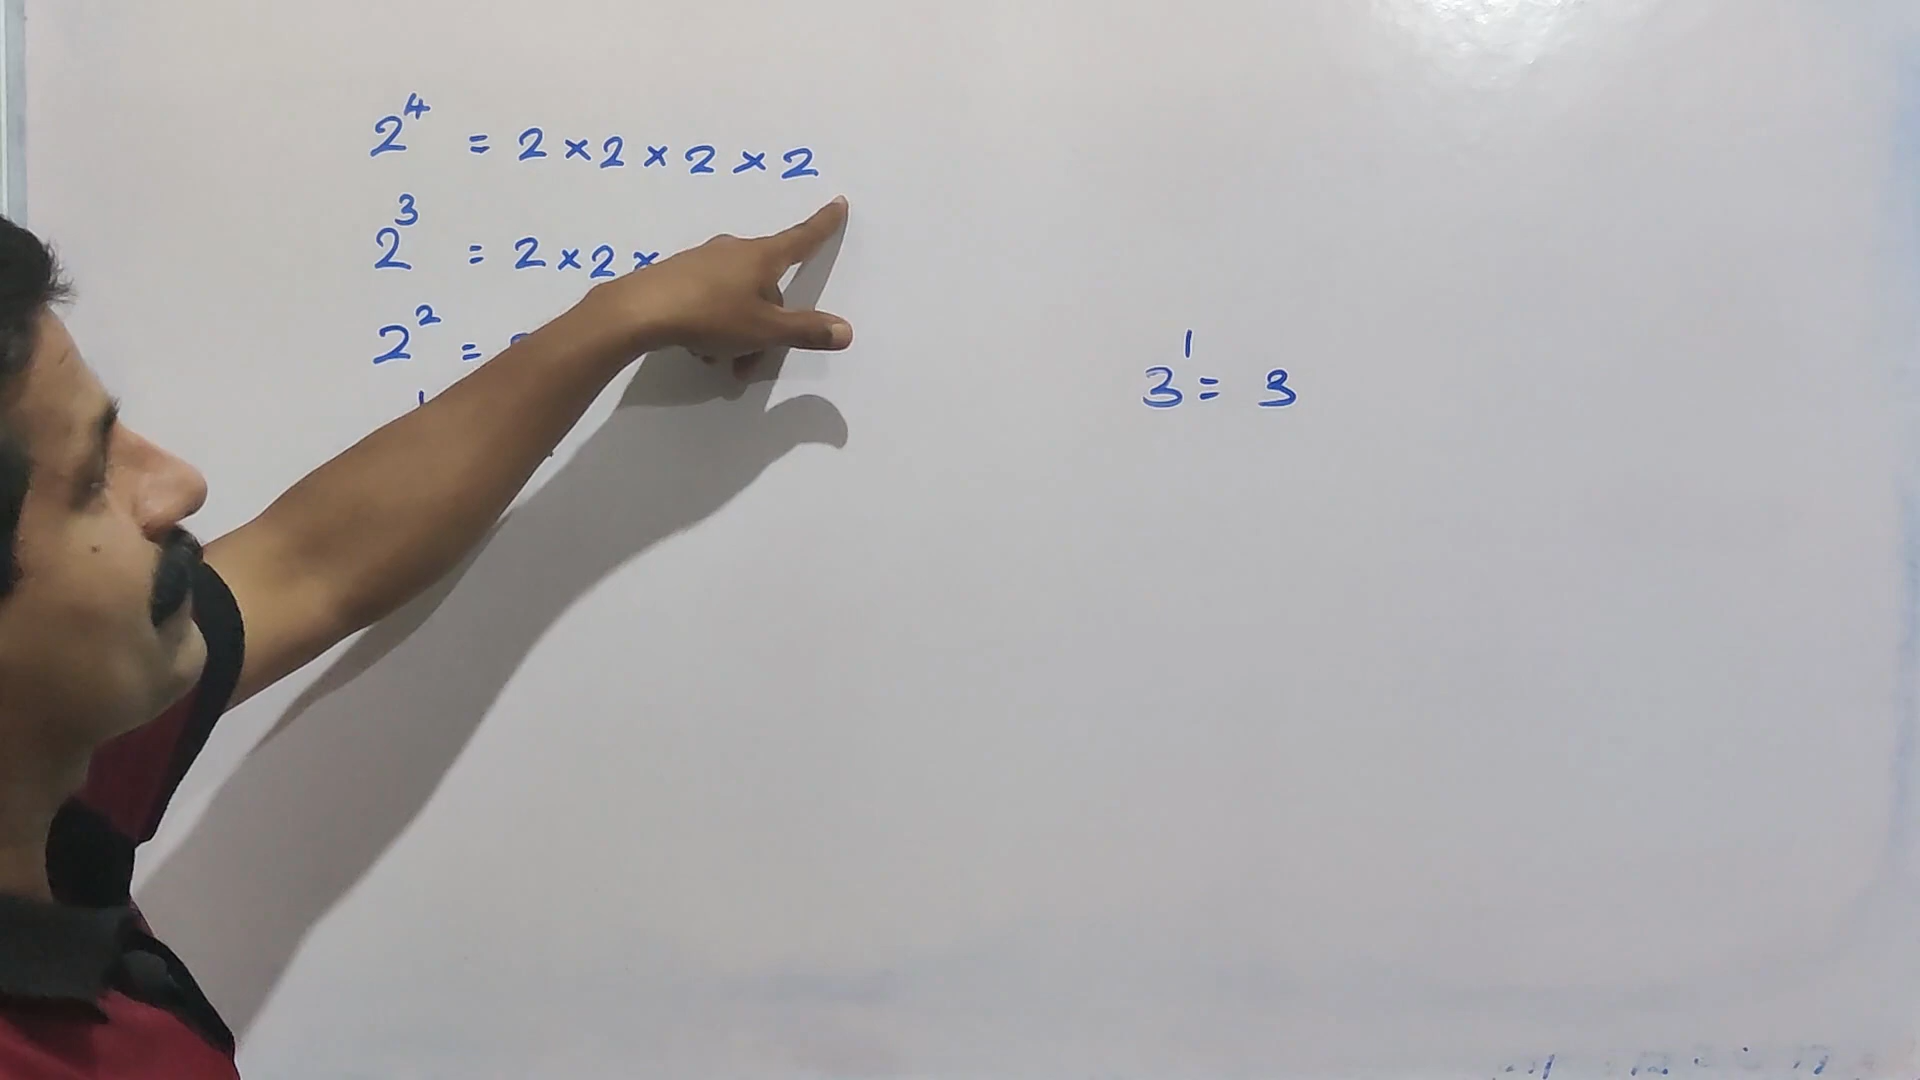 2⁴ = 2 × 2 × 2 × 2
2³ = 2 × 2 ×
2² =
3¹ = 3